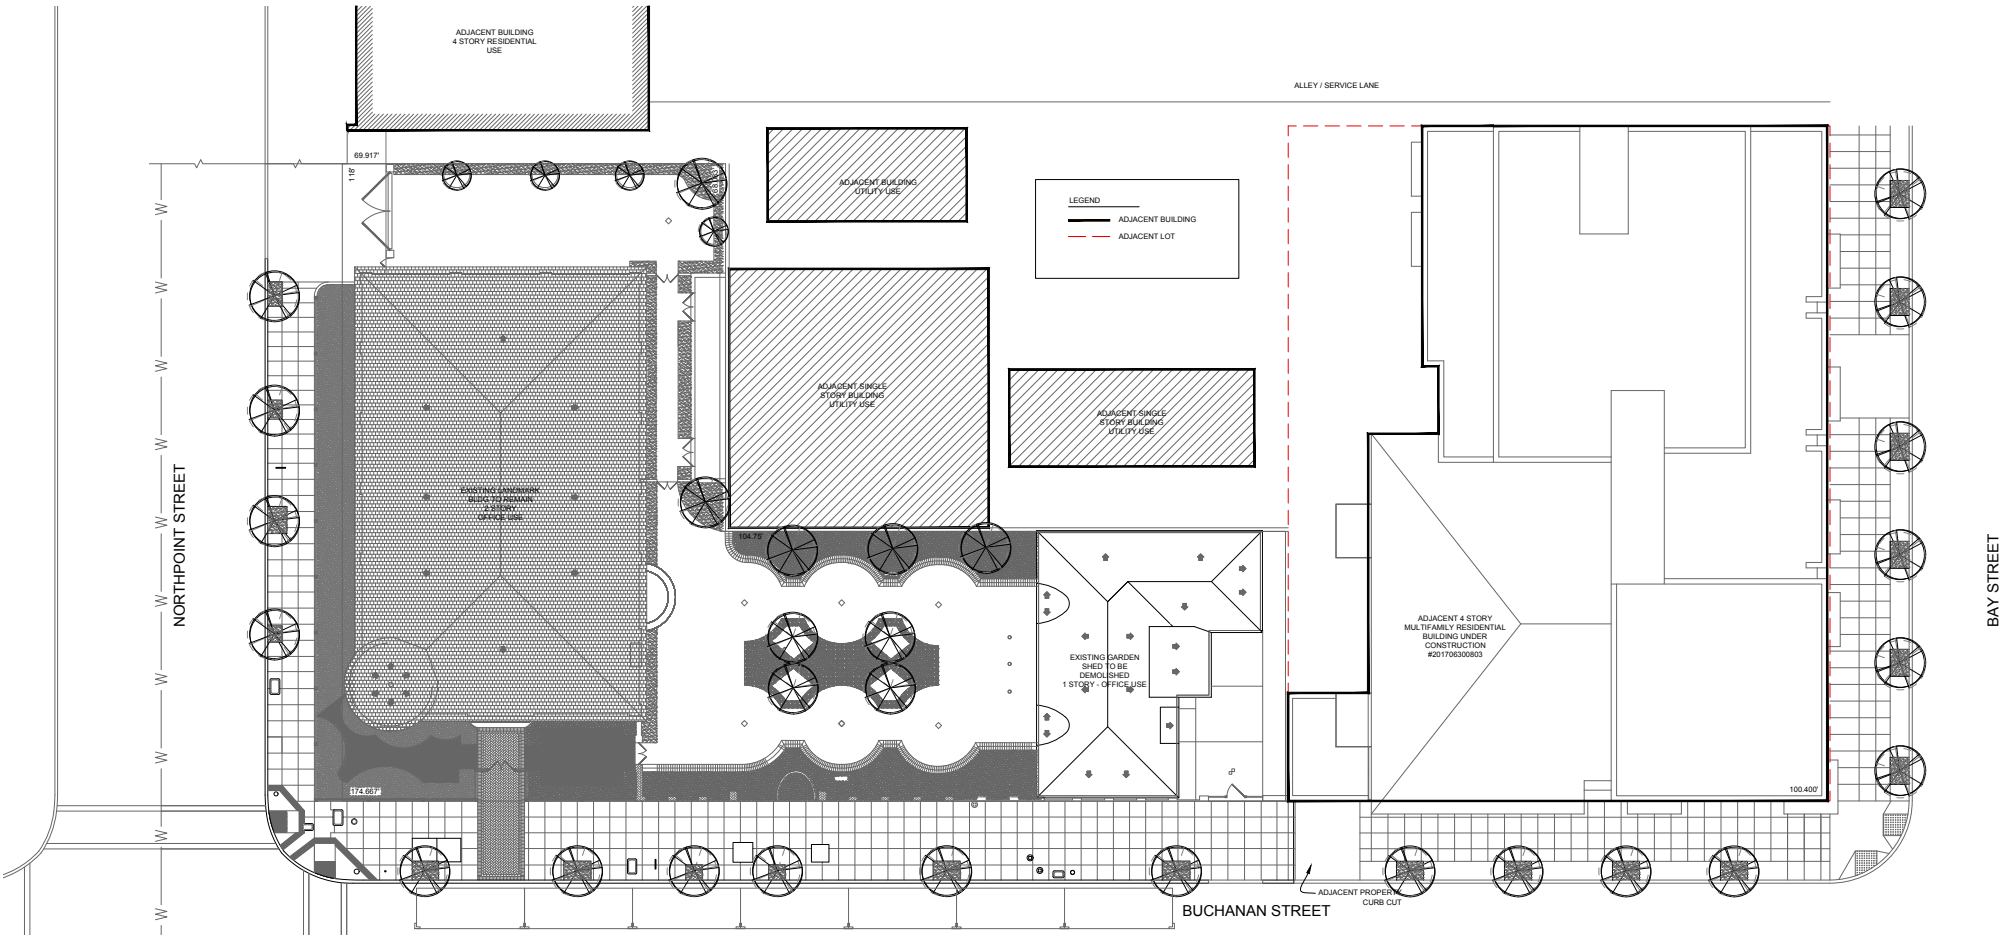 ADJACENT BUILDING
4 STORY RESIDENTIAL
USE
ALLEY / SERVICE LANE
69.917'
118'
ADJACENT BUILDING
UTILITY USE
LEGEND
ADJACENT BUILDING
ADJACENT LOT
ADJACENT SINGLE
STORY BUILDING
UTILITY USE
ADJACENT SINGLE
STORY BUILDING
UTILITY USE
EXISTING LANDMARK
BLDG TO REMAIN
2 STORY
OFFICE USE
NORTHPOINT STREET
W
W
W
W
W
W
W
W
W
W
104.75'
EXISTING GARDEN
SHED TO BE
DEMOLISHED
1 STORY - OFFICE USE
ADJACENT 4 STORY
MULTIFAMILY RESIDENTIAL
BUILDING UNDER
CONSTRUCTION
#201706300803
BAY STREET
174.667'
100.400'
ADJACENT PROPERTY
CURB CUT
BUCHANAN STREET